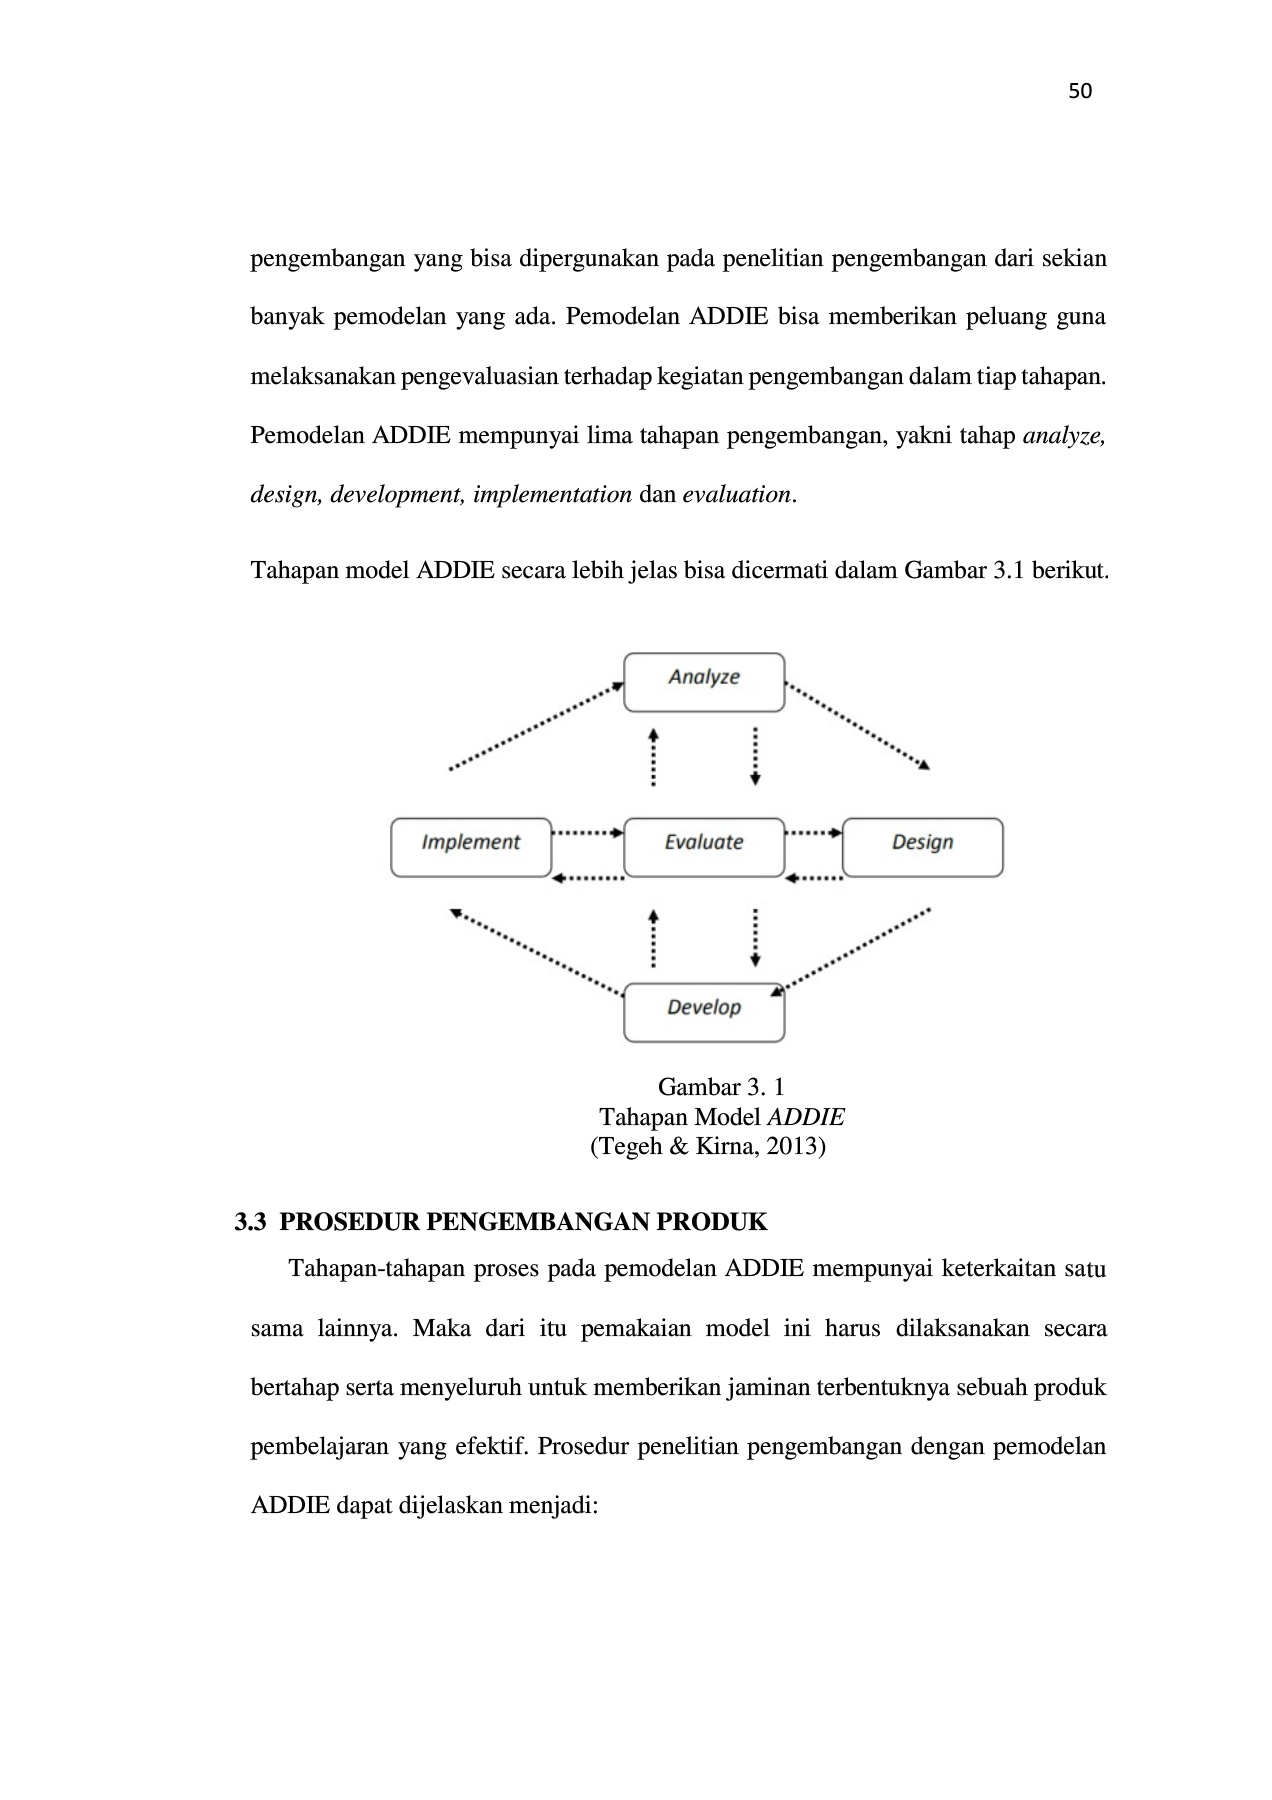 50
pengembangan yang bisa dipergunakan pada penelitian pengembangan dari sekian
banyak pemodelan yang ada. Pemodelan ADDIE bisa memberikan peluang guna
melaksanakan pengevaluasian terhadap kegiatan pengembangan dalam tiap tahapan.
Pemodelan ADDIE mempunyai lima tahapan pengembangan, yakni tahap analyze,
design, development, implementation dan evaluation.
Tahapan model ADDIE secara lebih jelas bisa dicermati dalam Gambar 3.1 berikut.
Analyze
Implement
Evaluate
Design
Develop
Gambar 3. 1
Tahapan Model ADDIE
(Tegeh & Kirna, 2013)
3.3 PROSEDUR PENGEMBANGAN PRODUK
Tahapan-tahapan proses pada pemodelan ADDIE mempunyai keterkaitan satu
sama lainnya. Maka dari itu pemakaian model ini harus dilaksanakan secara
bertahap serta menyeluruh untuk memberikan jaminan terbentuknya sebuah produk
pembelajaran yang efektif. Prosedur penelitian pengembangan dengan pemodelan
ADDIE dapat dijelaskan menjadi: